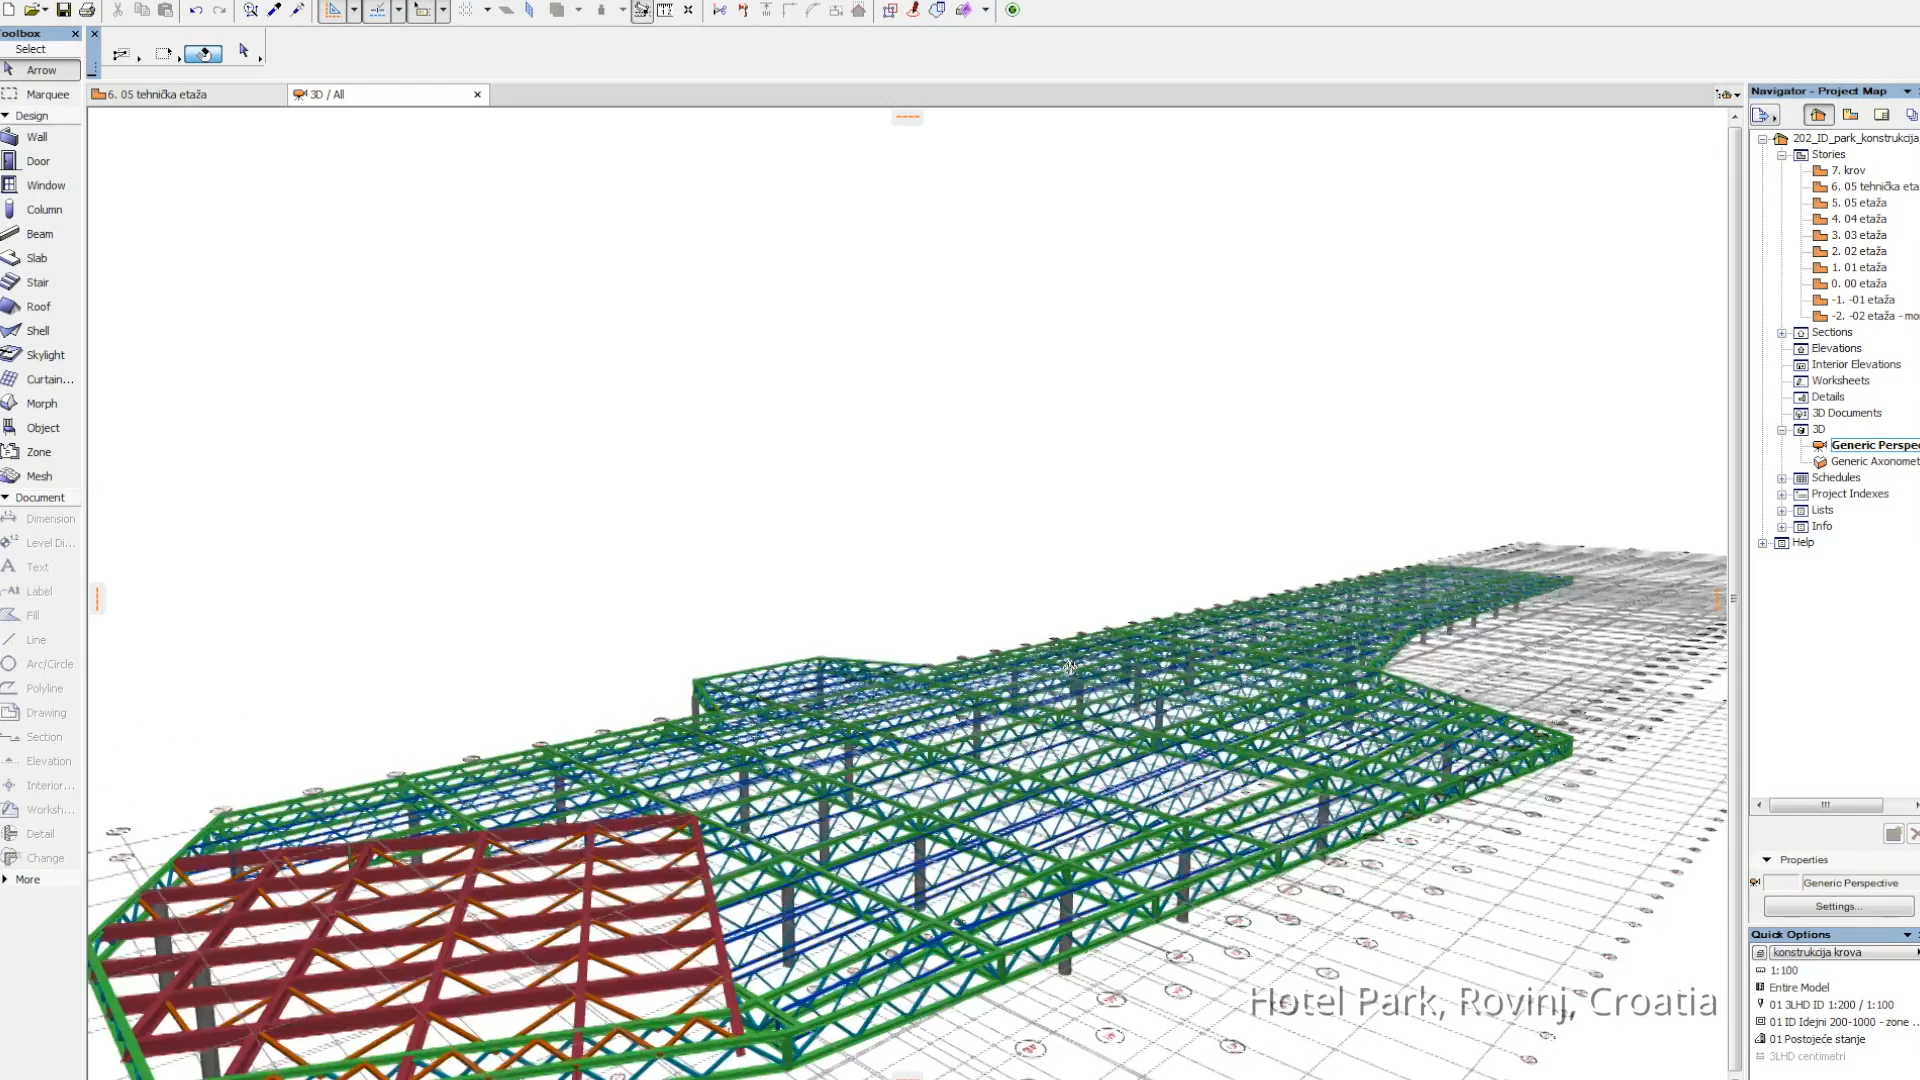 oolbox
Select
Arrow
Marquee
Design
Wall
Door
Window
Column
Beam
Slab
Stair
Roof
Shell
Skylight
Curtain...
Morph
Object
Zone
Mesh
Document
Dimension
Level Di...
Text
Label
Fill
Line
Arc/Circle
Polyline
Drawing
Section
Elevation
Interior...
Worksh...
Detail
Change
More
6. 05 tehnička etaža
3D / All
Hotel Park, Rovinj, Croatia
Navigator - Project Map
202_ID_park_konstrukcija
Stories
7. krov
6. 05 tehnička eta
5. 05 etaža
4. 04 etaža
3. 03 etaža
2. 02 etaža
1. 01 etaža
0. 00 etaža
-1. -01 etaža
-2. -02 etaža - mo
Sections
Elevations
Interior Elevations
Worksheets
Details
3D Documents
3D
Generic Perspec
Generic Axonomet
Schedules
Project Indexes
Lists
Info
Help
Properties
Generic Perspective
Settings...
Quick Options
konstrukcija krova
1:100
Entire Model
01 3LHD ID 1:200 / 1:100
01 ID Idejni 200-1000 - zone ...
01 Postojeće stanje
3LHD centimetri